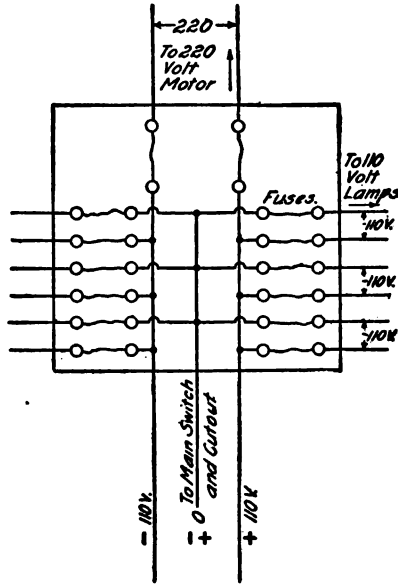 220
To 220
Volt
Motor
To 110
Volt
Lamps
Fuses.
110V.
110V.
110V.
- 110V.
- + 0 To Main Switch
and Cutout
+ 110V.